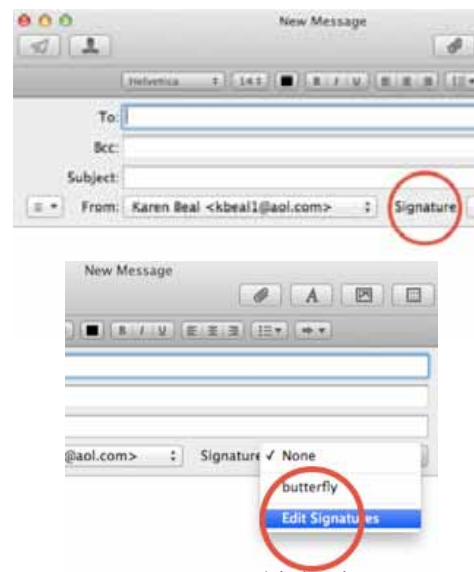 New Message
Helvetica 14 B I U
To:
Bcc:
Subject:
From: Karen Beal <kbeal1@aol.com> Signature
New Message
A
B I U
@aol.com> Signature ✓ None
butterfly
Edit Signatures